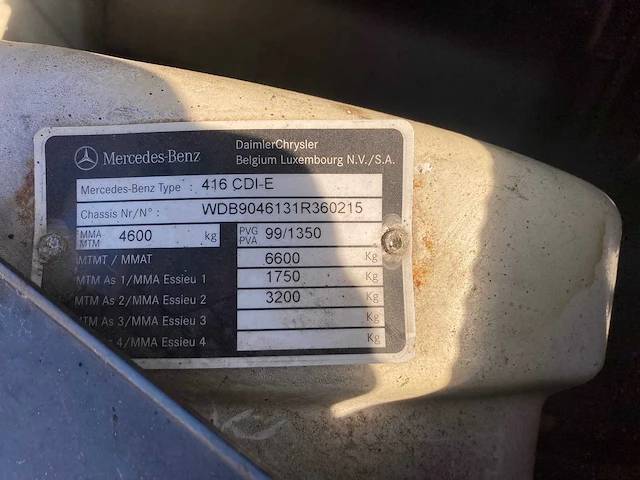 Mercedes-Benz
DaimlerChrysler
Belgium Luxembourg N.V./S.A.
Mercedes-Benz Type : 416 CDI-E
Chassis Nr/N° : WDB9046131R360215
MMA MTM 4600 kg PVG PVA 99/1350
MTMT / MMAT 6600 Kg
MTM As 1/MMA Essieu 1 1750 Kg
MTM As 2/MMA Essieu 2 3200 Kg
MTM As 3/MMA Essieu 3 Kg
4/MMA Essieu 4 Kg